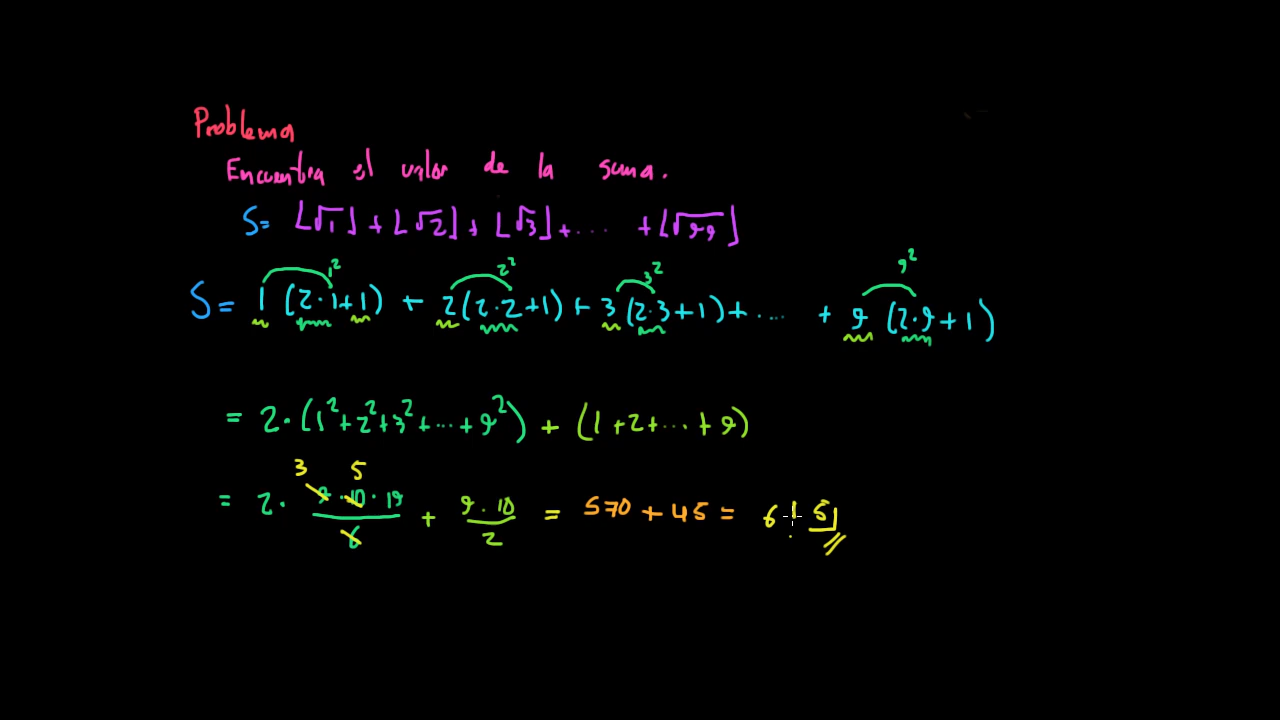 Problema
Encuentra el valor de la suma.
S= ⌊√1⌋ + ⌊√2⌋ + ⌊√3⌋ + .... + ⌊√99⌋
1² 2² 3² 9²
S = 1 (2·1+1) + 2(2·2+1) + 3(2·3+1) + .... + 9 (2·9+1)
= 2·(1²+2²+3²+...+9²) + (1+2+...+9)
3 5
= 2· 9·10·19/6 + 9·10/2 = 570 + 45 = 615